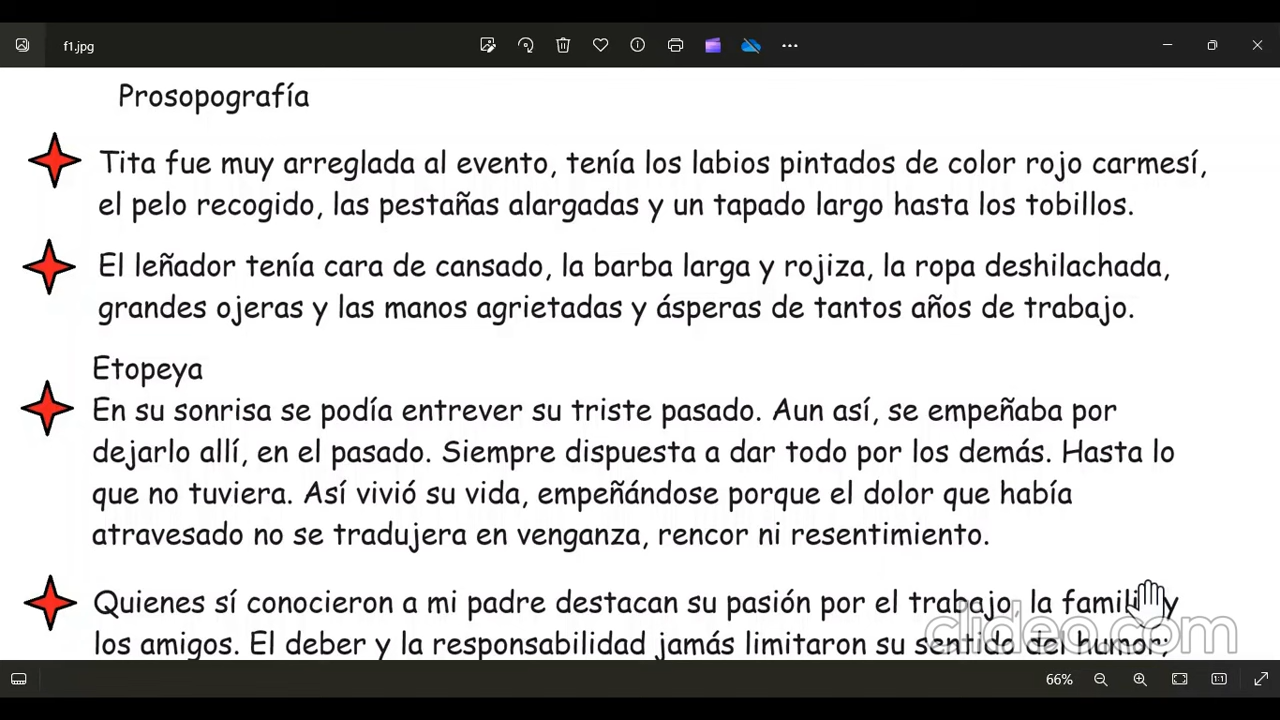 f1.jpg
Prosopografía
Tita fue muy arreglada al evento, tenía los labios pintados de color rojo carmesí,
el pelo recogido, las pestañas alargadas y un tapado largo hasta los tobillos.
El leñador tenía cara de cansado, la barba larga y rojiza, la ropa deshilachada,
grandes ojeras y las manos agrietadas y ásperas de tantos años de trabajo.
Etopeya
En su sonrisa se podía entrever su triste pasado. Aun así, se empeñaba por
dejarlo allí, en el pasado. Siempre dispuesta a dar todo por los demás. Hasta lo
que no tuviera. Así vivió su vida, empeñándose porque el dolor que había
atravesado no se tradujera en venganza, rencor ni resentimiento.
Quienes sí conocieron a mi padre destacan su pasión por el trabajo, la familia y
los amigos. El deber y la responsabilidad jamás limitaron su sentido del humor;
clideo.com
66%
1:1